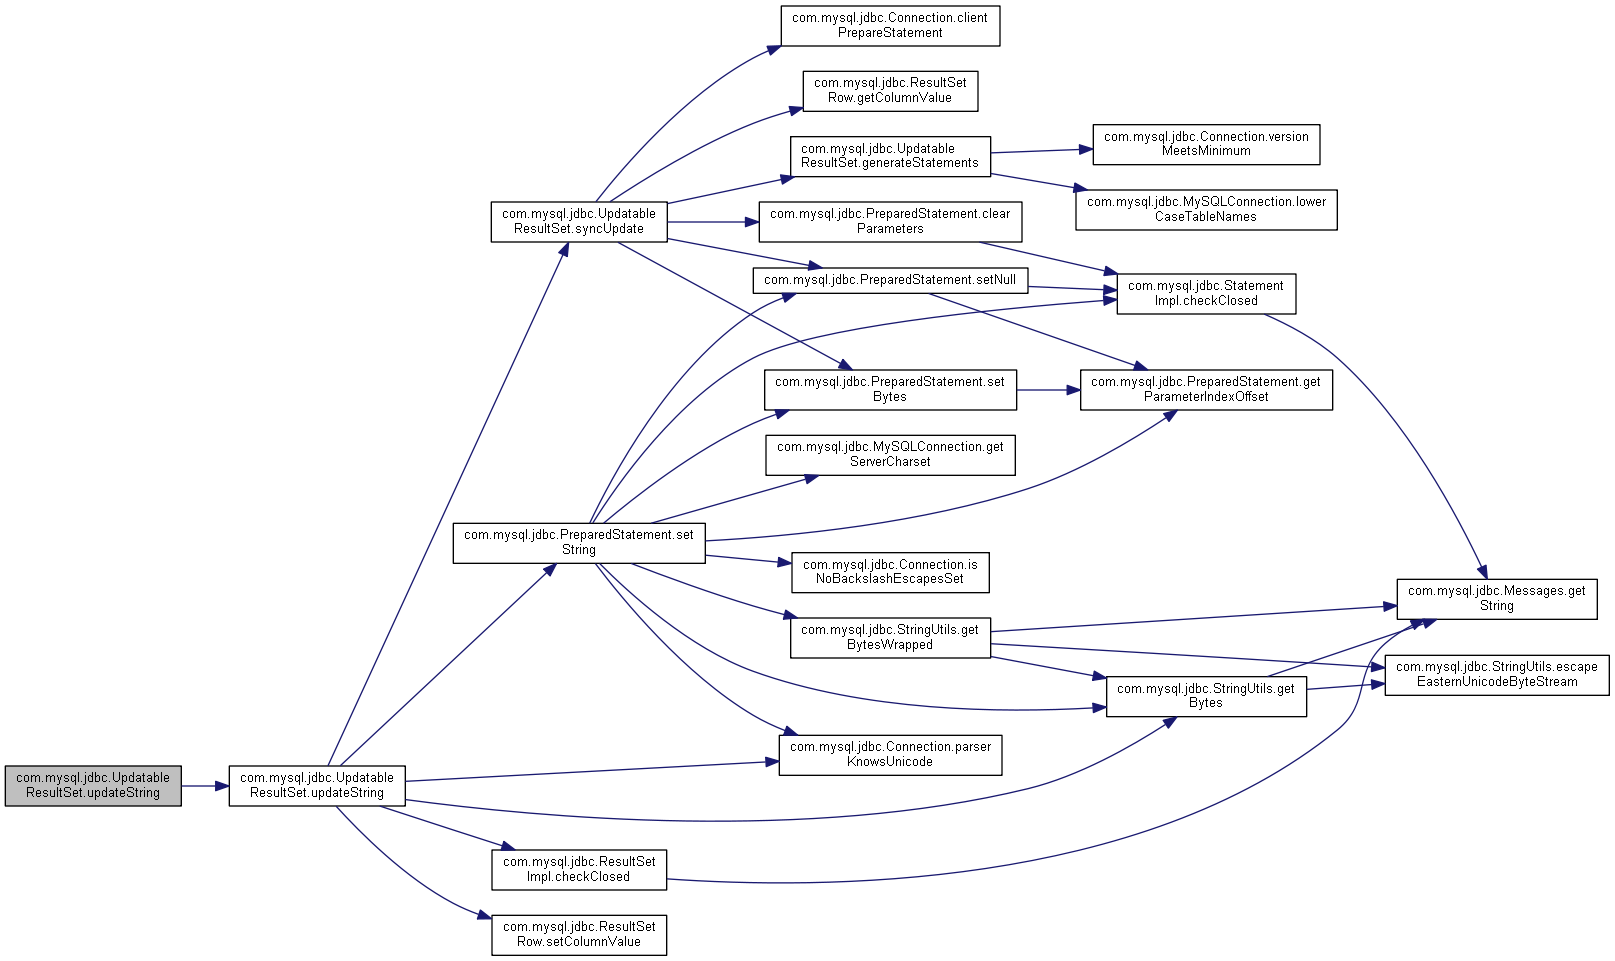 com.mysql.jdbc.Connection.client
PrepareStatement
com.mysql.jdbc.ResultSet
Row.getColumnValue
com.mysql.jdbc.Updatable
ResultSet.generateStatements
com.mysql.jdbc.Connection.version
MeetsMinimum
com.mysql.jdbc.MySQLConnection.lower
CaseTableNames
com.mysql.jdbc.Updatable
ResultSet.syncUpdate
com.mysql.jdbc.PreparedStatement.clear
Parameters
com.mysql.jdbc.PreparedStatement.setNull
com.mysql.jdbc.Statement
Impl.checkClosed
com.mysql.jdbc.PreparedStatement.set
Bytes
com.mysql.jdbc.PreparedStatement.get
ParameterIndexOffset
com.mysql.jdbc.MySQLConnection.get
ServerCharset
com.mysql.jdbc.PreparedStatement.set
String
com.mysql.jdbc.Connection.is
NoBackslashEscapesSet
com.mysql.jdbc.Messages.get
String
com.mysql.jdbc.StringUtils.get
BytesWrapped
com.mysql.jdbc.StringUtils.escape
EasternUnicodeByteStream
com.mysql.jdbc.StringUtils.get
Bytes
com.mysql.jdbc.Connection.parser
KnowsUnicode
com.mysql.jdbc.Updatable
ResultSet.updateString
com.mysql.jdbc.Updatable
ResultSet.updateString
com.mysql.jdbc.ResultSet
Impl.checkClosed
com.mysql.jdbc.ResultSet
Row.setColumnValue